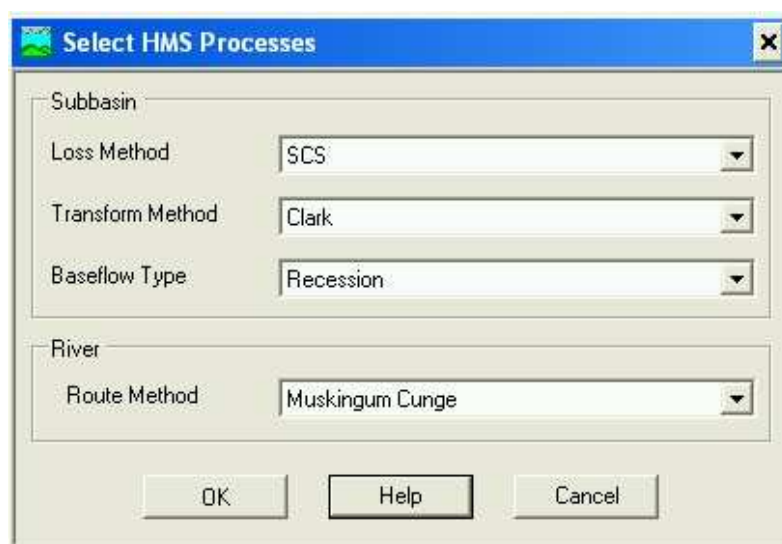 Select HMS Processes
Subbasin
Loss Method SCS
Transform Method Clark
Baseflow Type Recession
River
Route Method Muskingum Cunge
OK Help Cancel